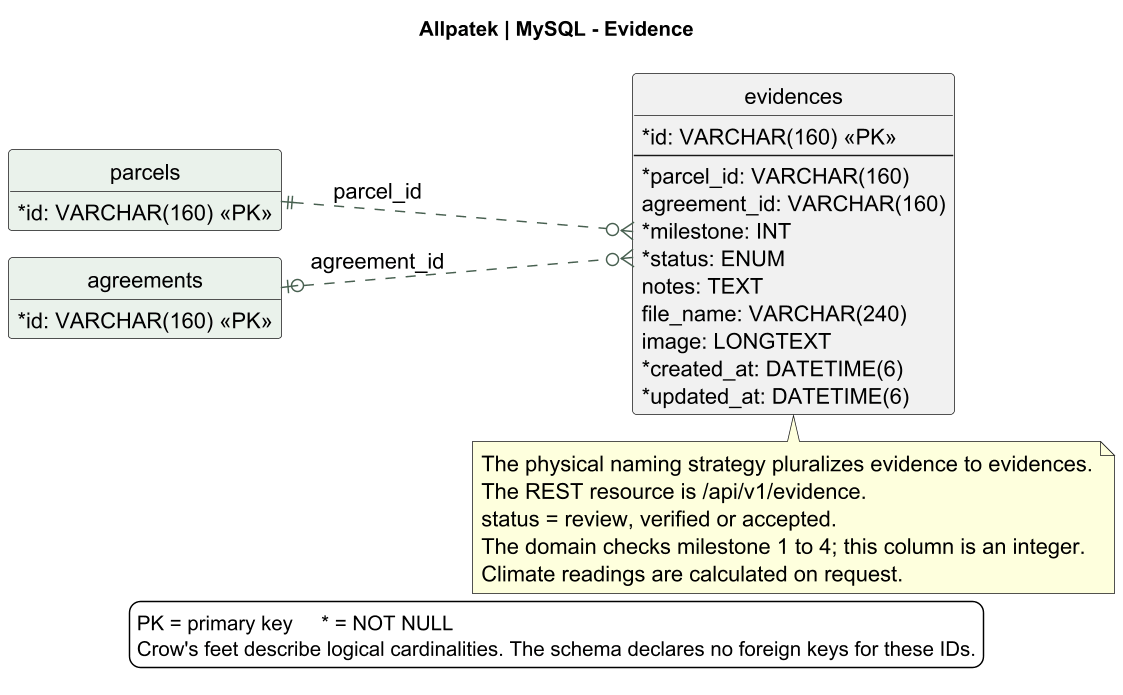 Allpatek | MySQL - Evidence
parcels
*id: VARCHAR(160) «PK»
parcel_id
agreements
*id: VARCHAR(160) «PK»
agreement_id
evidences
*id: VARCHAR(160) «PK»
*parcel_id: VARCHAR(160)
agreement_id: VARCHAR(160)
*milestone: INT
*status: ENUM
notes: TEXT
file_name: VARCHAR(240)
image: LONGTEXT
*created_at: DATETIME(6)
*updated_at: DATETIME(6)
The physical naming strategy pluralizes evidence to evidences.
The REST resource is /api/v1/evidence.
status = review, verified or accepted.
The domain checks milestone 1 to 4; this column is an integer.
Climate readings are calculated on request.
PK = primary key     * = NOT NULL
Crow's feet describe logical cardinalities. The schema declares no foreign keys for these IDs.